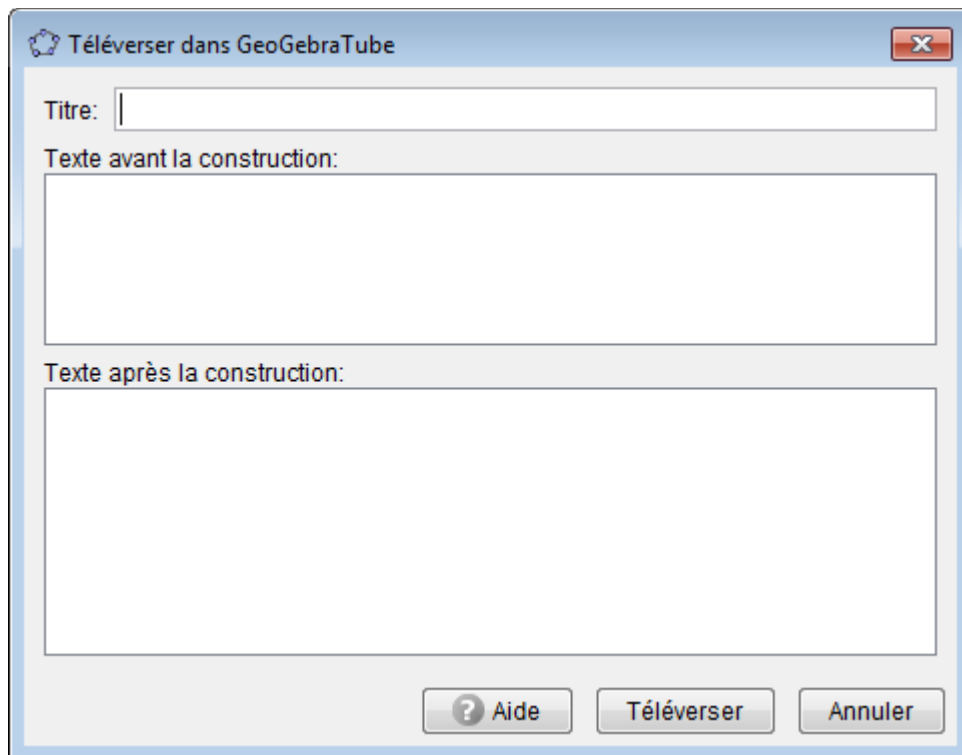 Téléverser dans GeoGebraTube
Titre:
Texte avant la construction:
Texte après la construction:
? Aide Téléverser Annuler